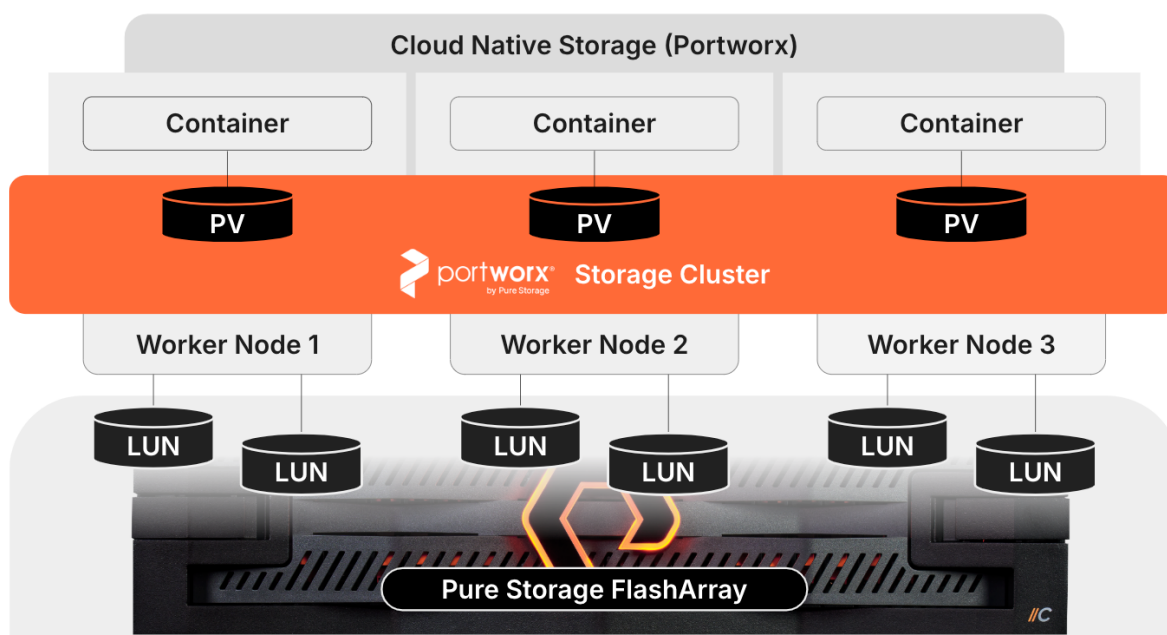 Cloud Native Storage (Portworx)
Container
Container
Container
PV
PV
PV
portworx® Storage Cluster
by Pure Storage
Worker Node 1
Worker Node 2
Worker Node 3
LUN
LUN
LUN
LUN
LUN
LUN
Pure Storage FlashArray
//C